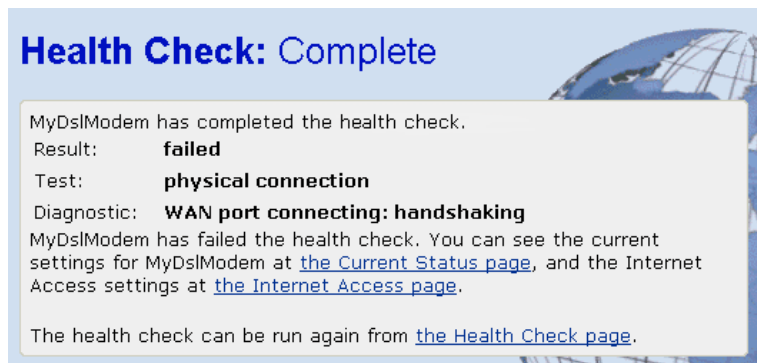 Health Check: Complete
MyDslModem has completed the health check.
Result: failed
Test: physical connection
Diagnostic: WAN port connecting: handshaking
MyDslModem has failed the health check. You can see the current
settings for MyDslModem at the Current Status page, and the Internet
Access settings at the Internet Access page.
The health check can be run again from the Health Check page.